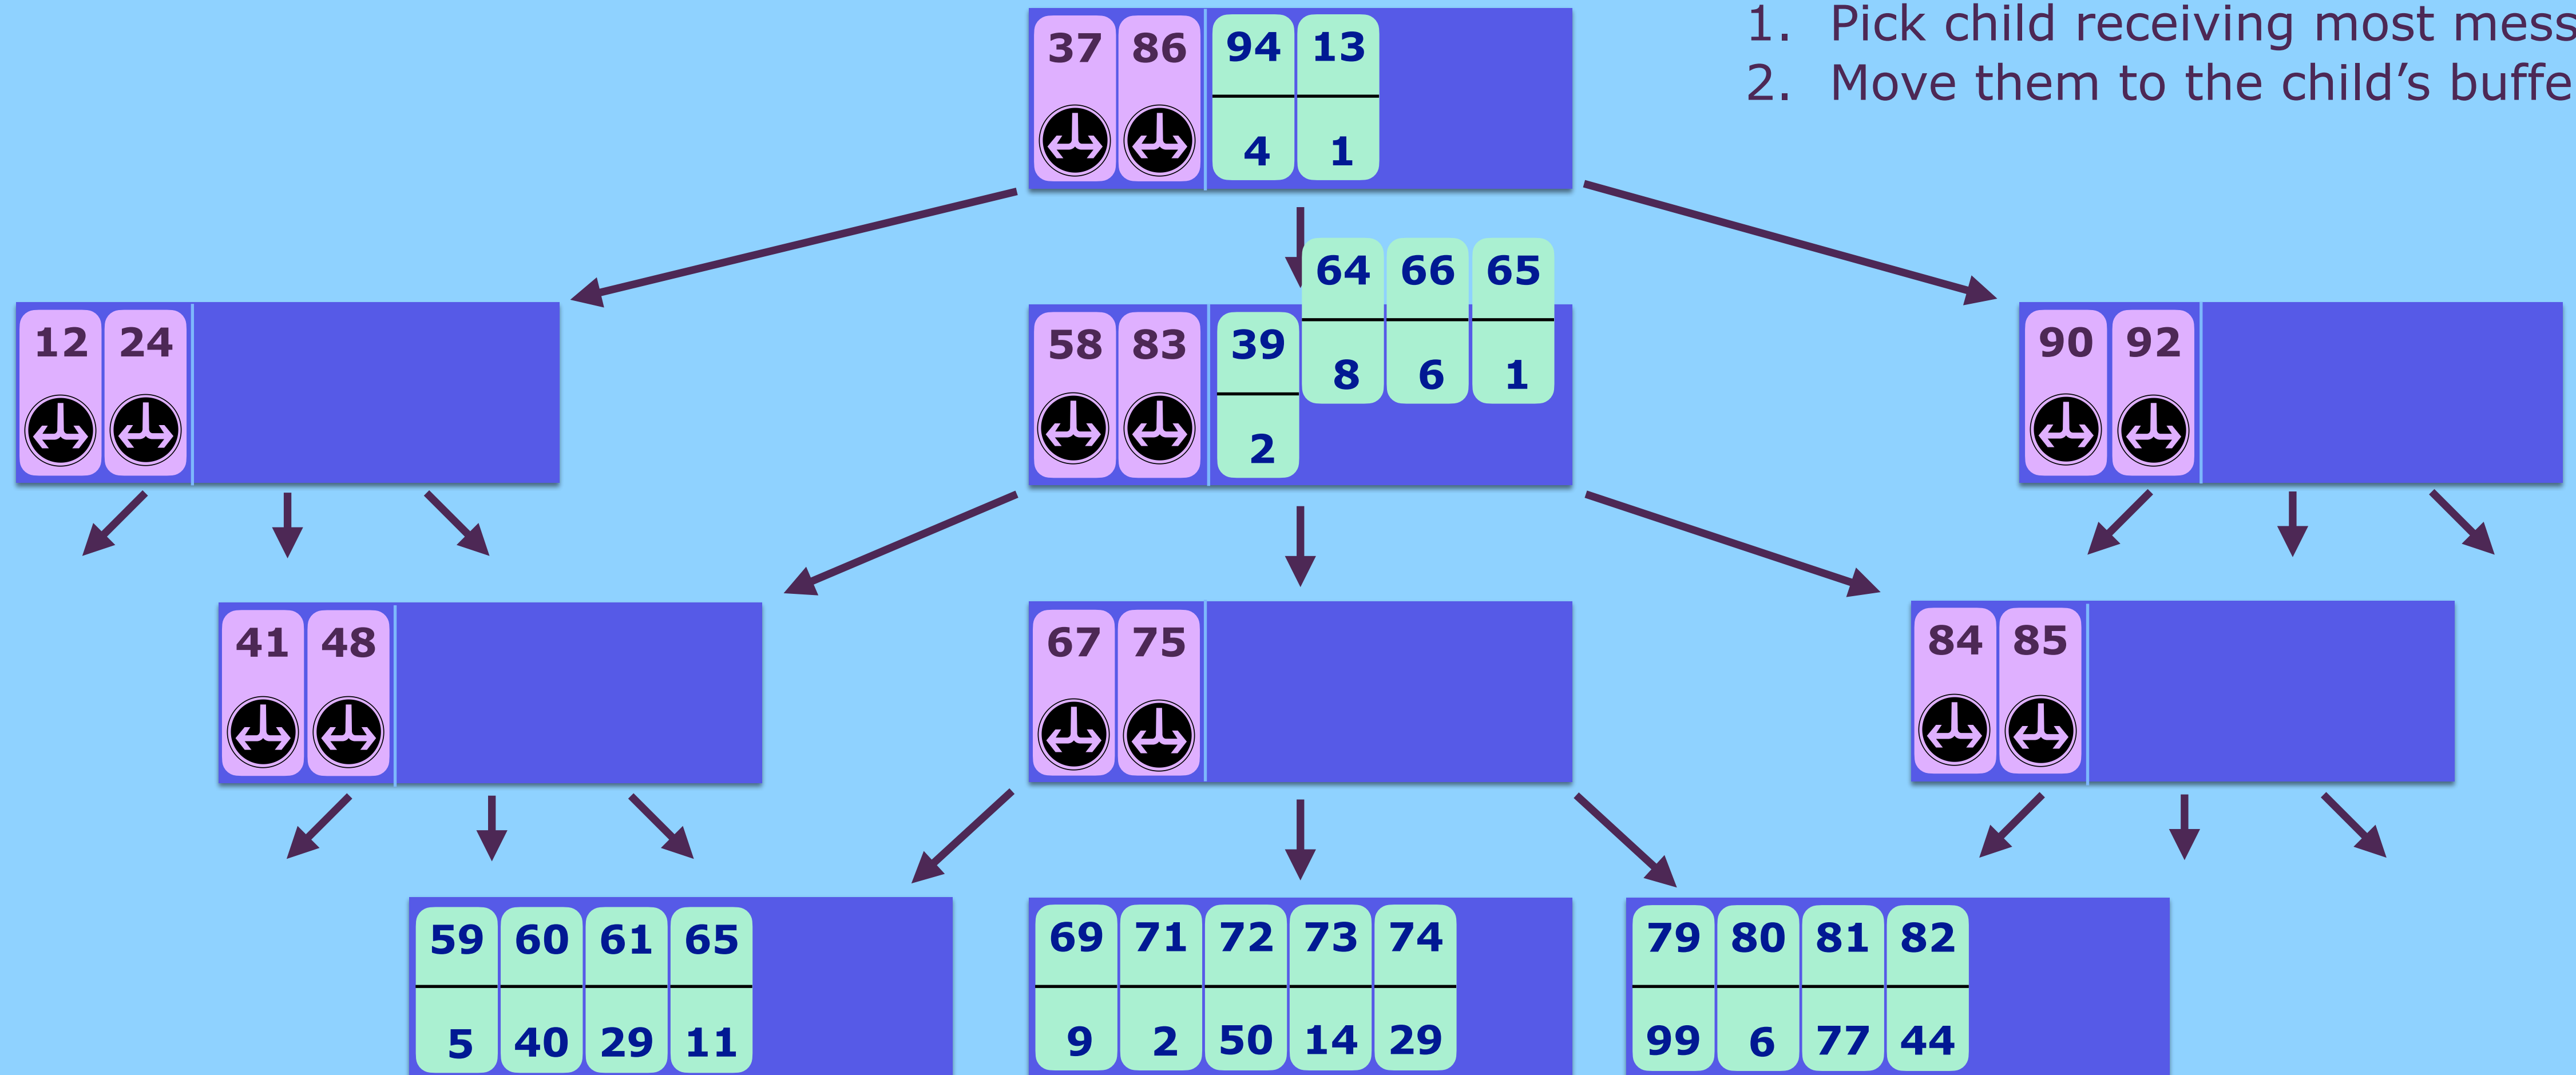 1. Pick child receiving most mess
2. Move them to the child’s buffe
37 86 94 13
4 1
64 66 65
8 6 1
12 24
58 83 39
2
90 92
41 48
67 75
84 85
59 60 61 65
5 40 29 11
69 71 72 73 74
9 2 50 14 29
79 80 81 82
99 6 77 44